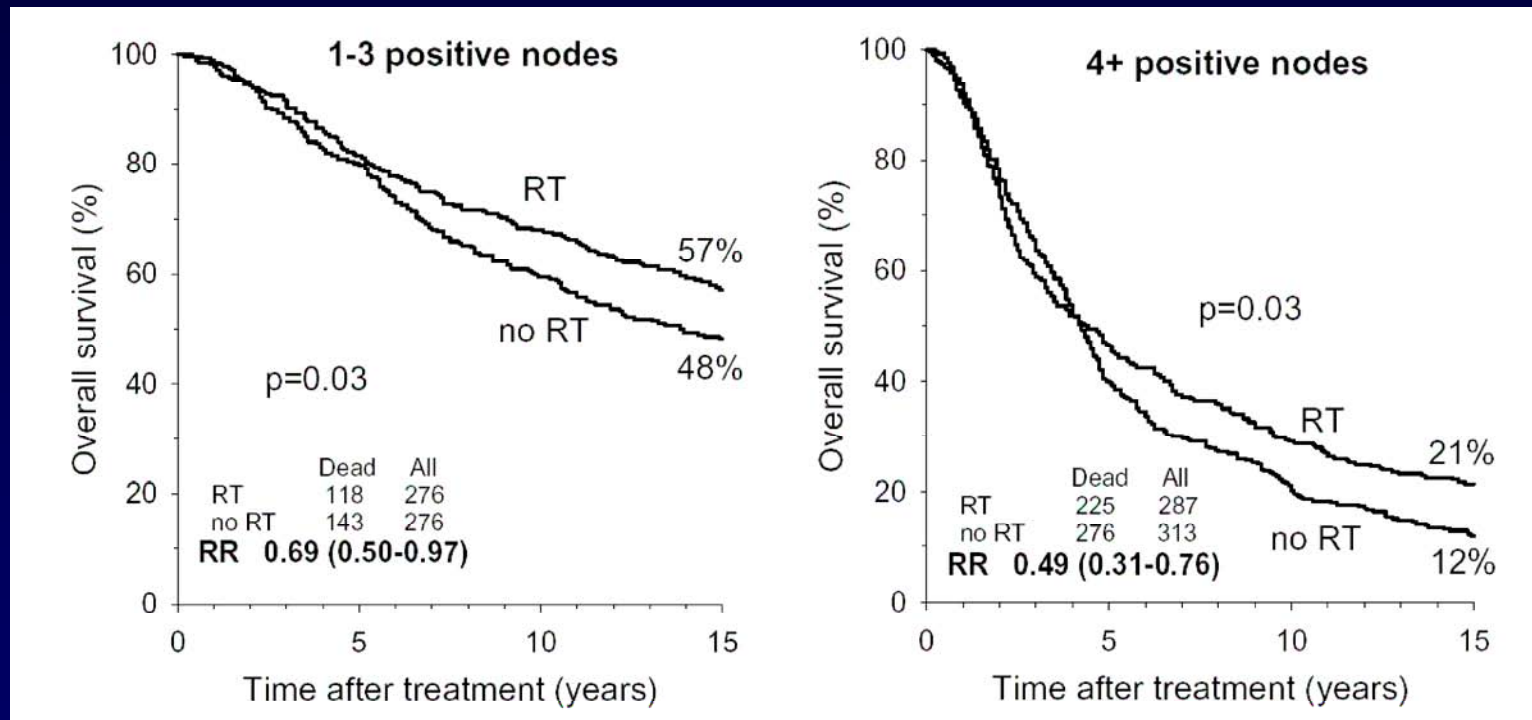 1-3 positive nodes
100
80
60
40
20
0
Overall survival (%)
RT
57%
no RT
48%
p=0.03
Dead All
RT 118 276
no RT 143 276
RR 0.69 (0.50-0.97)
0 5 10 15
Time after treatment (years)
4+ positive nodes
100
80
60
40
20
0
Overall survival (%)
p=0.03
RT
21%
no RT
12%
Dead All
RT 225 287
no RT 276 313
RR 0.49 (0.31-0.76)
0 5 10 15
Time after treatment (years)